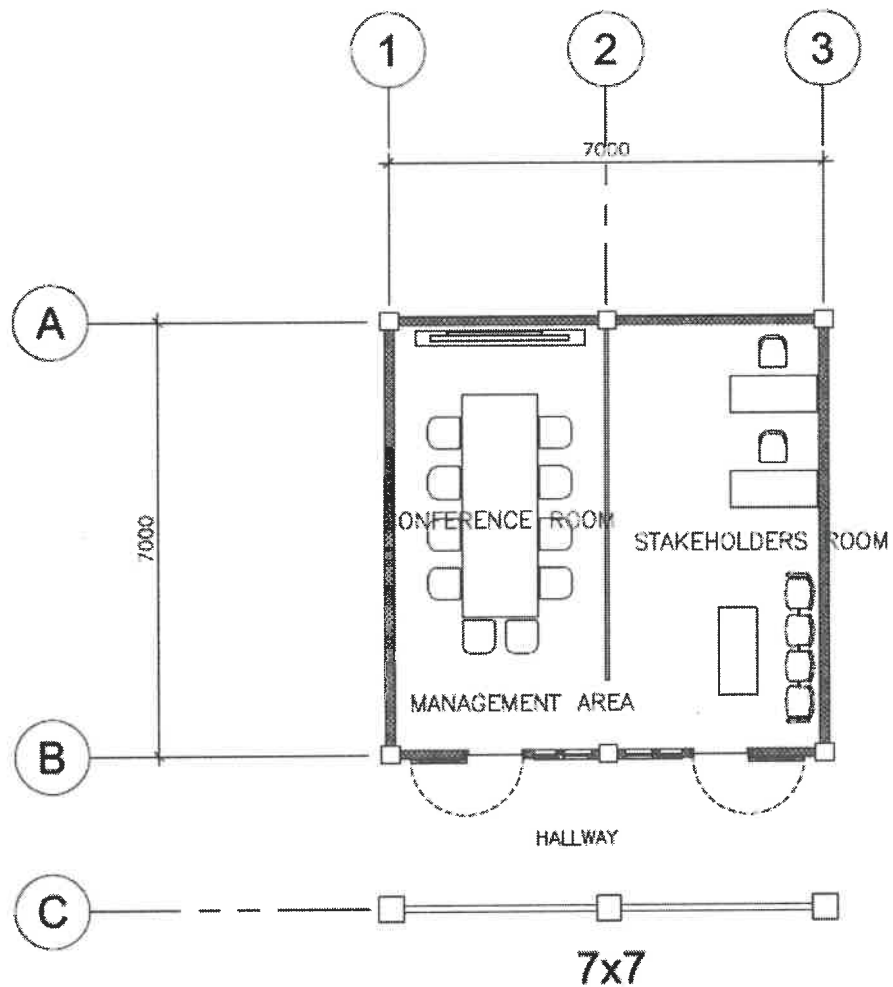 1 2 3
7000
A
7000
ONFERENCE ROOM
STAKEHOLDERS ROOM
MANAGEMENT AREA
B
HALLWAY
C
7x7